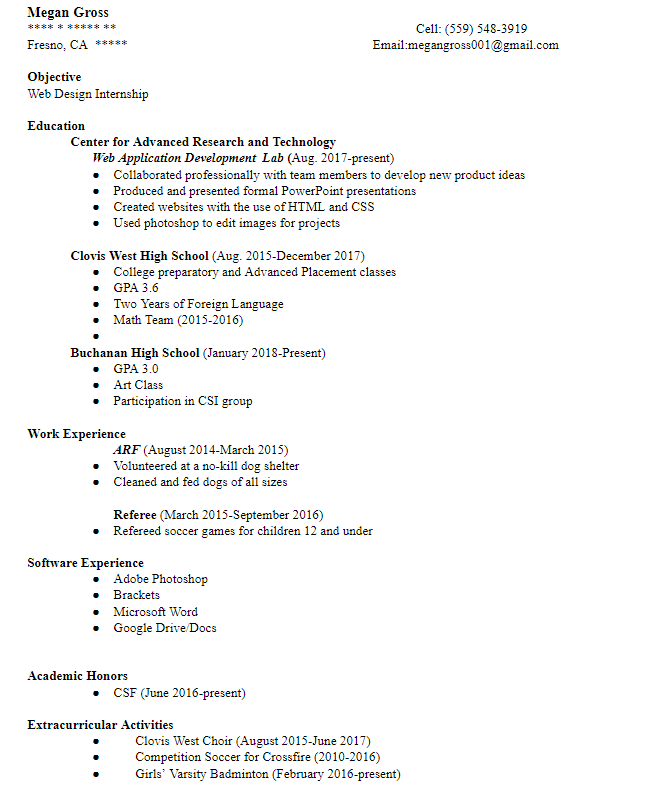 Megan Gross
**** * ***** ** Cell: (559) 548-3919
Fresno, CA ***** Email:megangross001@gmail.com
Objective
Web Design Internship
Education
Center for Advanced Research and Technology
Web Application Development Lab (Aug. 2017-present)
● Collaborated professionally with team members to develop new product ideas
● Produced and presented formal PowerPoint presentations
● Created websites with the use of HTML and CSS
● Used photoshop to edit images for projects
Clovis West High School (Aug. 2015-December 2017)
● College preparatory and Advanced Placement classes
● GPA 3.6
● Two Years of Foreign Language
● Math Team (2015-2016)
●
Buchanan High School (January 2018-Present)
● GPA 3.0
● Art Class
● Participation in CSI group
Work Experience
ARF (August 2014-March 2015)
● Volunteered at a no-kill dog shelter
● Cleaned and fed dogs of all sizes
Referee (March 2015-September 2016)
● Refereed soccer games for children 12 and under
Software Experience
● Adobe Photoshop
● Brackets
● Microsoft Word
● Google Drive/Docs
Academic Honors
● CSF (June 2016-present)
Extracurricular Activities
● Clovis West Choir (August 2015-June 2017)
● Competition Soccer for Crossfire (2010-2016)
● Girls’ Varsity Badminton (February 2016-present)